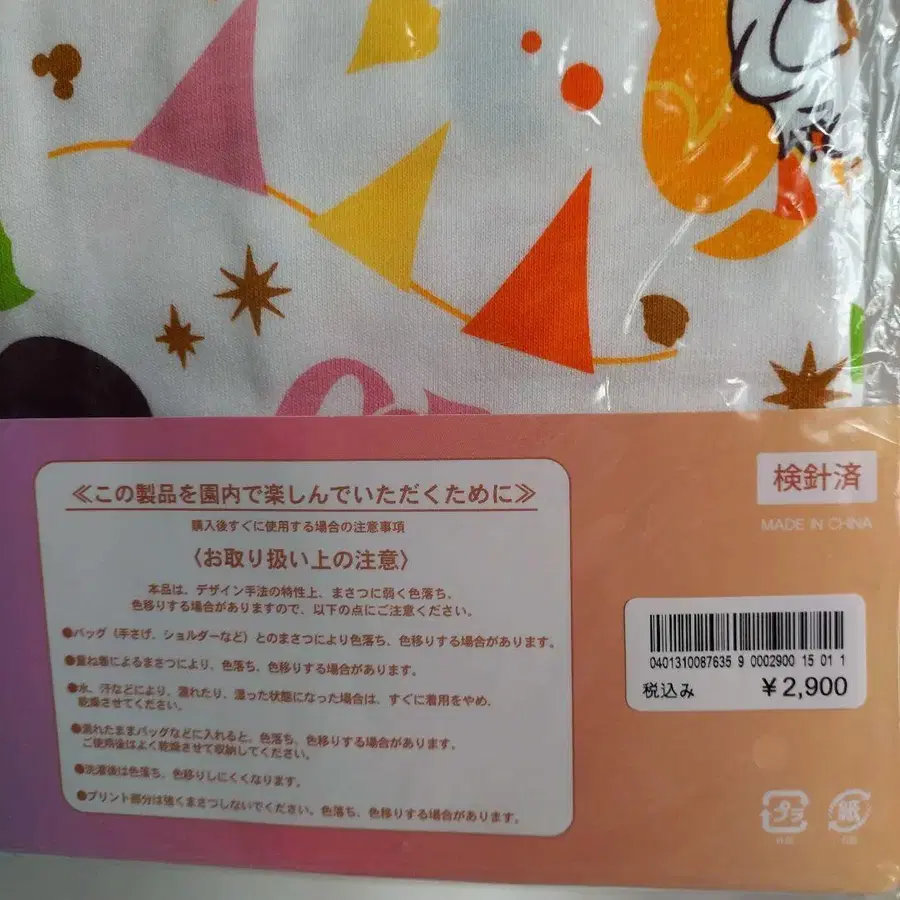 ≪この製品を園内で楽しんでいただくために≫
購入後すぐに使用する場合の注意事項
〈お取り扱い上の注意〉
本品は、デザイン手法の特性上、まさつに弱く色落ち、
色移りする場合がありますので、以下の点にご注意ください。
●バッグ（手さげ、ショルダーなど）とのまさつにより色落ち、色移りする場合があります。
●重ね着によるまさつにより、色落ち、色移りする場合があります。
●水、汗などにより、濡れたり、湿った状態になった場合は、すぐに着用をやめ、
乾燥させてください。
●濡れたままバッグなどに入れると、色落ち、色移りする場合があります。
ご使用後はよく乾燥させて収納してください。
●洗濯後は色落ち、色移りしにくくなります。
●プリント部分は強くまさつしないでください。色落ち、色移りする場合があります。
検針済
MADE IN CHINA
0401310087635 9 0002900 15 01 1
税込み ¥2,900
プラ 紙